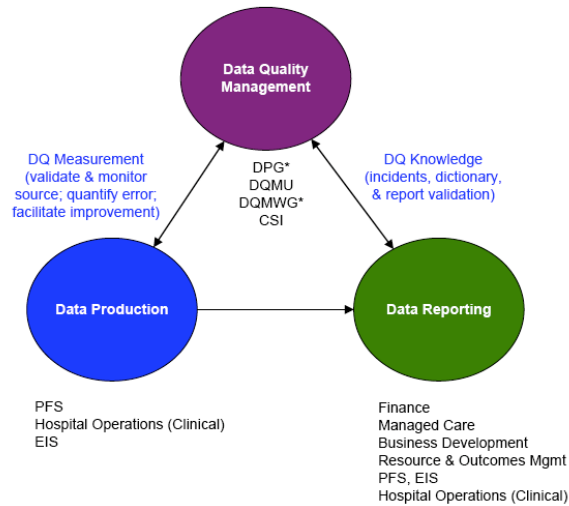 Data Quality
Management
DQ Measurement
(validate & monitor
source; quantify error;
facilitate improvement)
DPG*
DQMU
DQMWG*
CSI
DQ Knowledge
(incidents, dictionary,
& report validation)
Data Production
Data Reporting
PFS
Hospital Operations (Clinical)
EIS
Finance
Managed Care
Business Development
Resource & Outcomes Mgmt
PFS, EIS
Hospital Operations (Clinical)